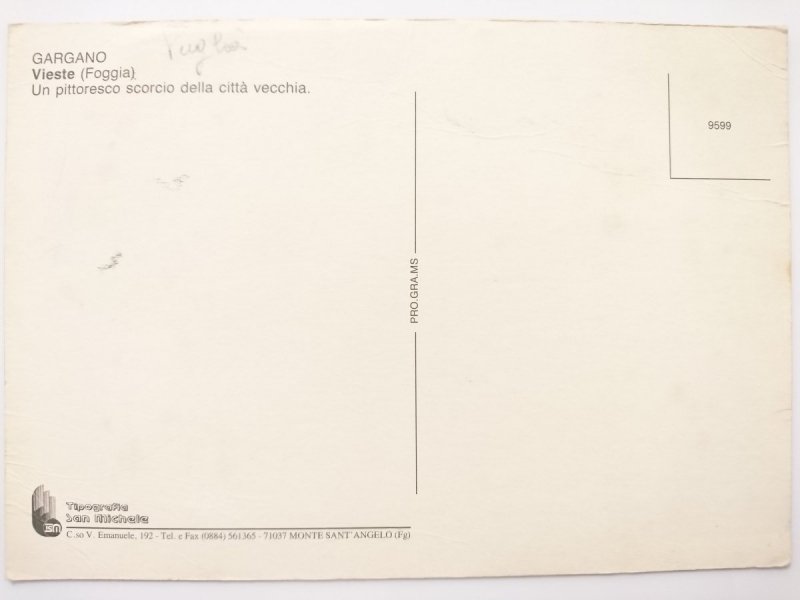 GARGANO
Vieste (Foggia)
Un pittoresco scorcio della città vecchia.
9599
PRO.GRA.MS
Tipografia
San Michele
C.so V. Emanuele, 192 - Tel. e Fax (0884) 561365 - 71037 MONTE SANT'ANGELO (Fg)